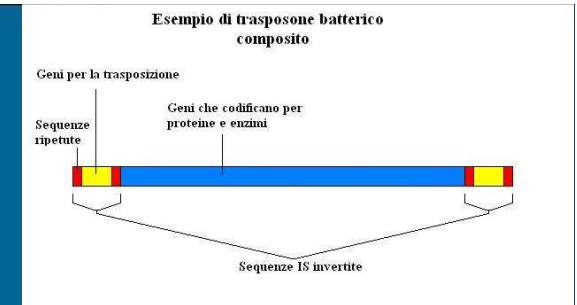 Esempio di trasposone batterico
composito
Geni per la trasposizione
Geni che codificano per
proteine e enzimi
Sequenze
ripetute
Sequenze IS invertite